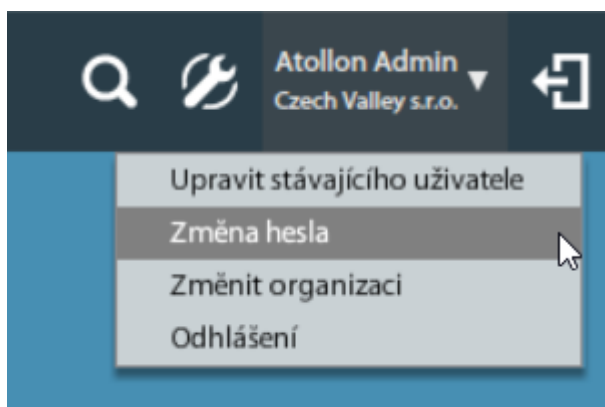 Atollon Admin
Czech Valley s.r.o.
Upravit stávajícího uživatele
Změna hesla
Změnit organizaci
Odhlášení